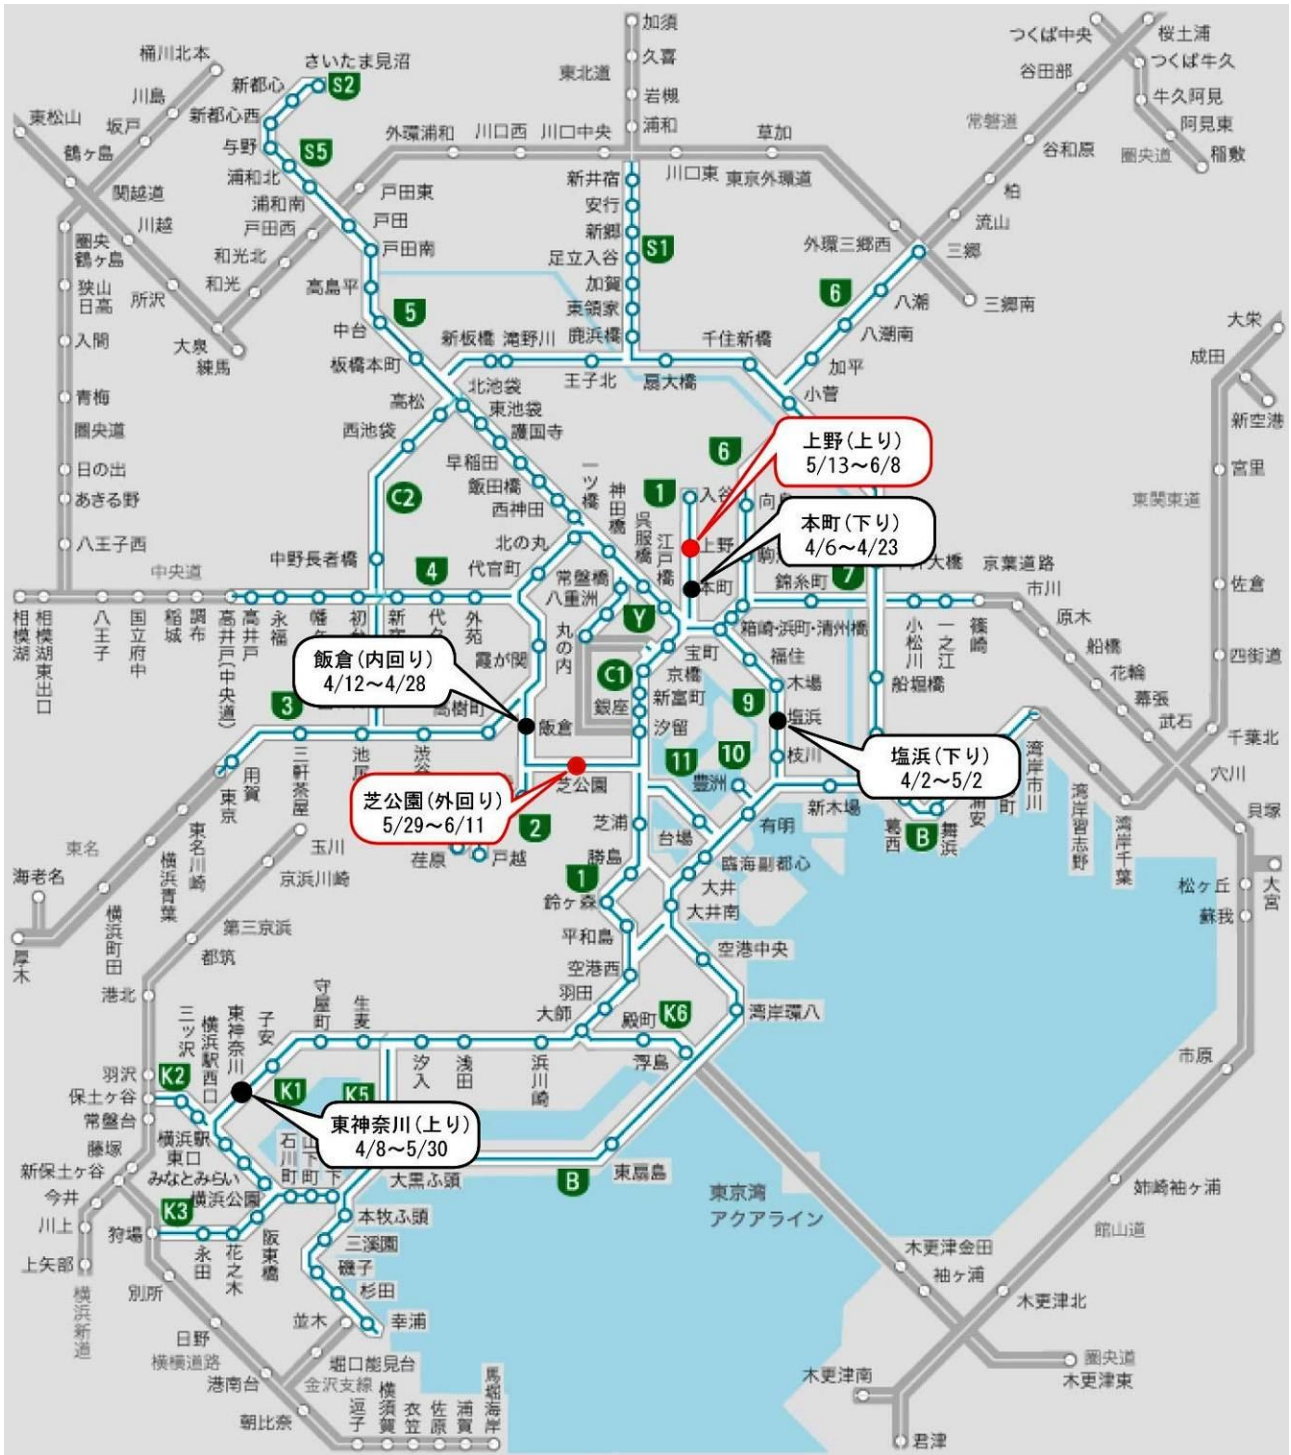 加須
久喜
東北道
岩槻
浦和
つくば中央
桜土浦
谷田部
つくば牛久
牛久阿見
常磐道
阿見東
谷和原
圏央道
稲敷
柏
流山
桶川北本
さいたま見沼
新都心
S2
川島
新都心西
東松山
坂戸
与野
S5
鶴ヶ島
浦和北
関越道
浦和南
川越
戸田西
圏央
鶴ヶ島
和光北
狭山
日高
所沢
和光
外環浦和
川口西
川口中央
草加
戸田東
川口東
東京外環道
戸田
戸田南
新井宿
安行
新郷
S1
足立入谷
加賀
東領家
鹿浜橋
外環三郷西
三郷
三郷南
八潮
6
八潮南
加平
小菅
高島平
中台
5
板橋本町
新板橋
滝野川
王子北
扇大橋
千住新橋
入間
大泉
練馬
青梅
圏央道
日の出
あきる野
八王子西
高松
北池袋
東池袋
西池袋
護国寺
早稲田
飯田橋
西神田
C2
一ツ橋
神田橋
呉服橋
江戸橋
北の丸
代官町
常盤橋
八重洲
丸の内
Y
6
1
入谷
上野
本町
上野(上り)
5/13～6/8
本町(下り)
4/6～4/23
大栄
成田
新空港
宮里
東関東道
佐倉
四街道
千葉北
中野長者橋
中央道
4
相模湖
相模湖東出口
八王子
国立府中
稲城
調布
高井戸(中央道)
高井戸
永福
外苑
霞が関
錦糸町
7
京葉道路
市川
原木
船橋
花輪
幕張
武石
穴川
貝塚
小松川
一之江
篠崎
船堀橋
箱崎・浜町・清州橋
宝町
京橋
福住
木場
C1
新富町
銀座
汐留
9
塩浜
枝川
飯倉(内回り)
4/12～4/28
飯倉
塩浜(下り)
4/2～5/2
3
高樹町
用賀
東京
三軒茶屋
芝公園(外回り)
5/29～6/11
芝公園
2
荏原
戸越
11
10
豊洲
新木場
有明
葛西
B
舞浜
湾岸市川
湾岸習志野
湾岸千葉
芝浦
台場
臨海副都心
勝島
1
大井
鈴ヶ森
大井南
平和島
空港中央
空港西
羽田
湾岸環八
東名
東名川崎
横浜青葉
横浜町田
海老名
厚木
玉川
京浜川崎
第三京浜
都筑
港北
松ヶ丘
蘇我
大宮
市原
姉崎袖ヶ浦
館山道
守屋町
生麦
子安
東神奈川
横浜駅西口
三ッ沢
大師
殿町
K6
浮島
汐入
浅田
浜川崎
羽沢
K2
保土ヶ谷
常盤台
K1
K5
東神奈川(上り)
4/8～5/30
藤塚
新保土ヶ谷
今井
川上
上矢部
横浜新道
横浜駅
東口
みなとみらい
横浜公園
石川町
山下町
大黒ふ頭
B
東扇島
K3
狩場
永田
花之木
阪東橋
本牧ふ頭
三溪園
磯子
杉田
幸浦
東京湾
アクアライン
木更津金田
袖ヶ浦
木更津北
圏央道
木更津東
木更津南
君津
別所
日野
横横道路
港南台
朝比奈
並木
堀口能見台
金沢支線
逗子
横須賀
衣笠
佐原
浦賀
馬堀海岸